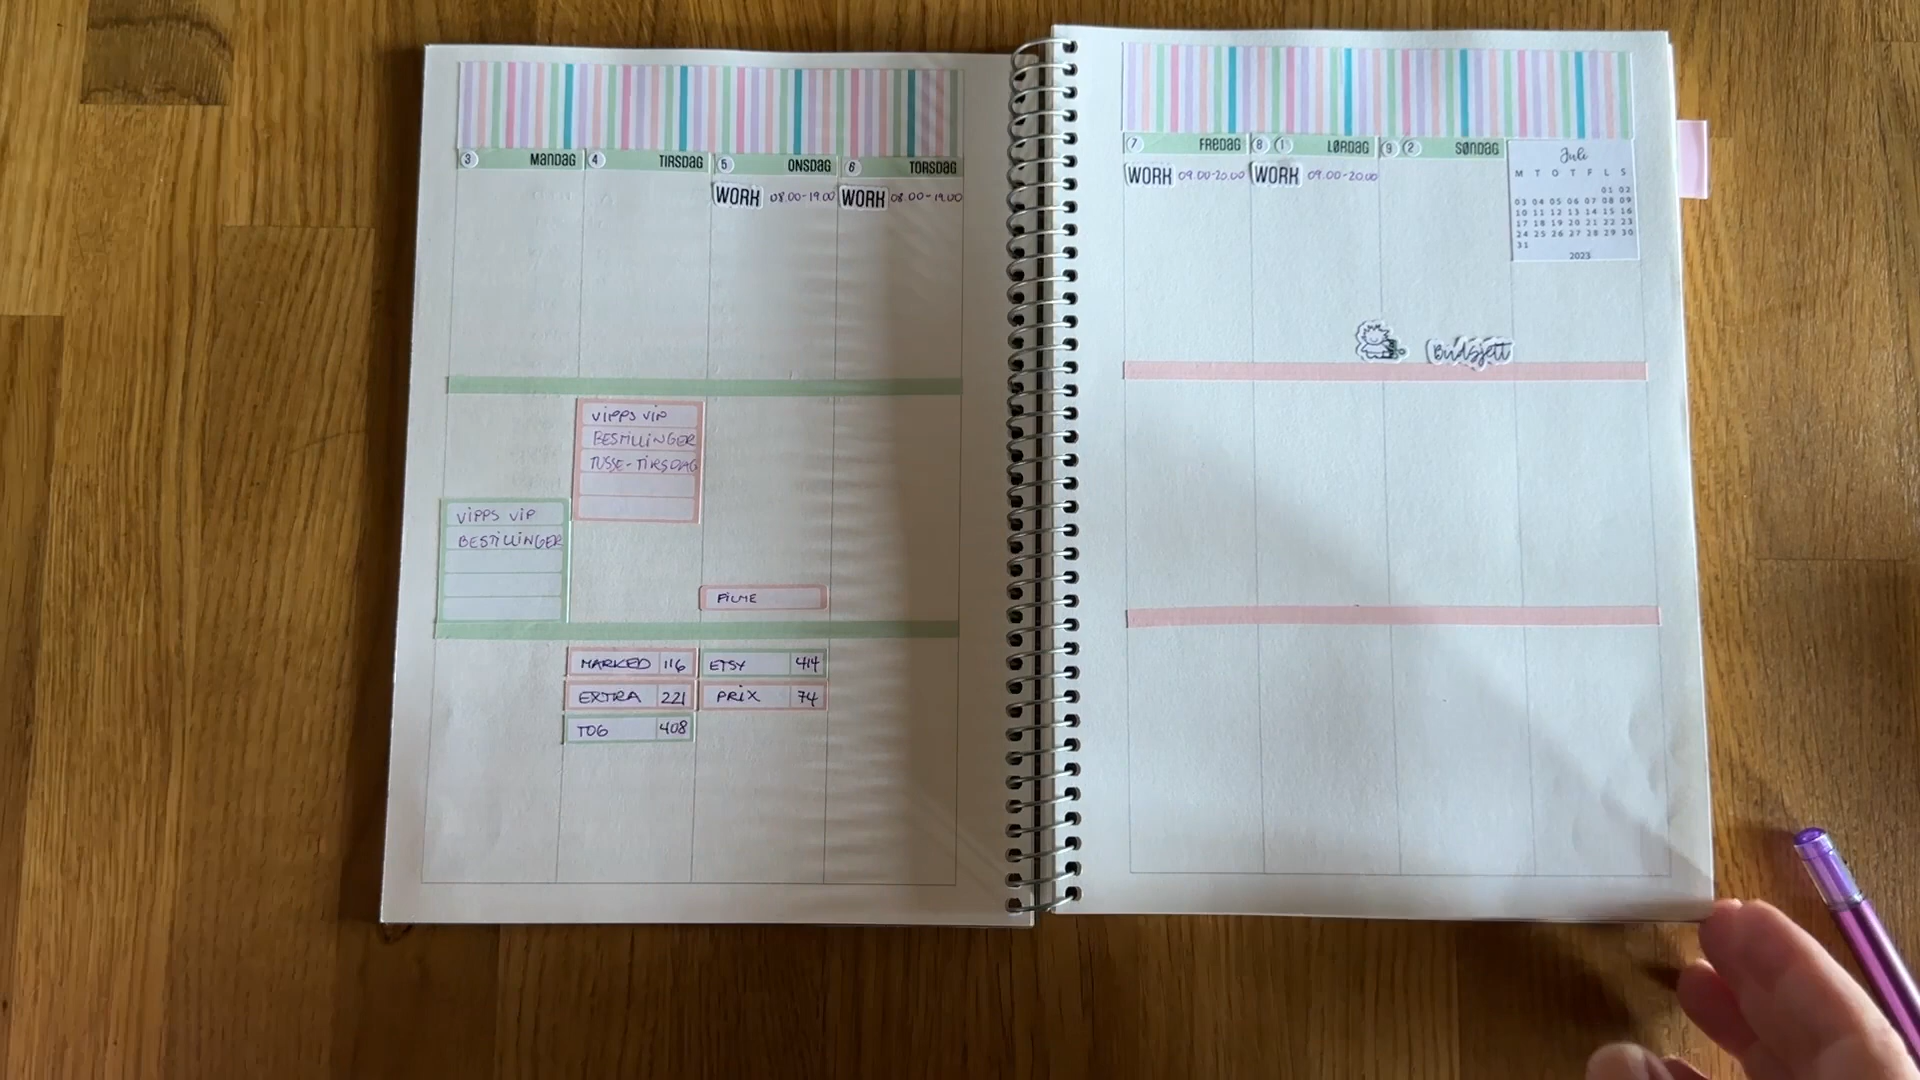 3 MANDAG
4 TIRSDAG
5 ONSDAG
6 TORSDAG
WORK 08.00-19.00
WORK 08.00-19.00
VIPPS VIP
BESTILLINGER
TUSSE-TIRSDAG
VIPPS VIP
BESTILLINGER
FILME
MARKED 116
EXTRA 221
TOG 408
ETSY 414
PRIX 74
7 FREDAG
8 1 LØRDAG
9 2 SØNDAG
WORK 09.00-20.00
WORK 09.00-20.00
Juli
M T O T F L S
01 02
03 04 05 06 07 08 09
10 11 12 13 14 15 16
17 18 19 20 21 22 23
24 25 26 27 28 29 30
31
2023
Budsjett